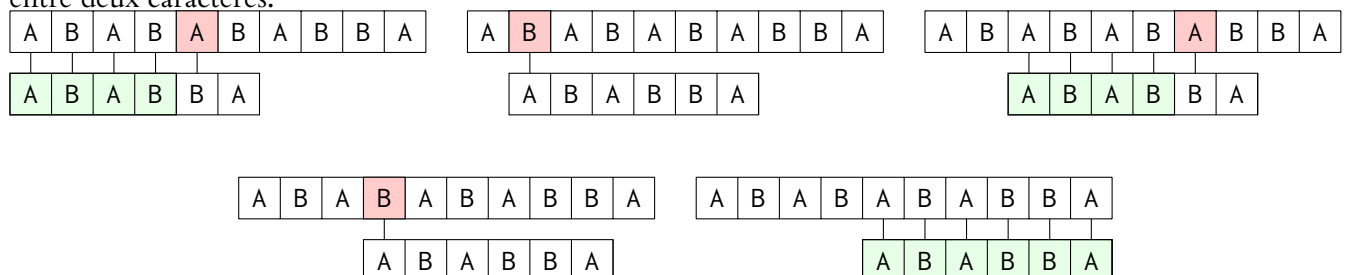 entre deux caractères.
A B A B A B A B B A A B A B A B A B B A A B A B A B A B B A
A B A B B A A B A B B A A B A B B A
A B A B A B A B B A A B A B A B A B B A
A B A B B A A B A B B A